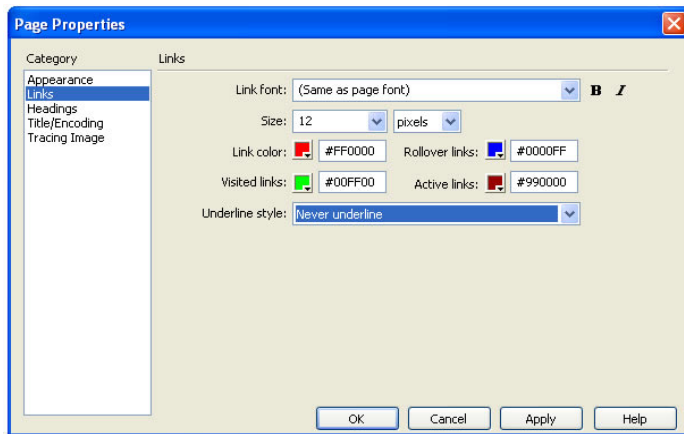 Page Properties
Category
Links
Appearance
Links
Headings
Title/Encoding
Tracing Image
Link font: (Same as page font) B I
Size: 12 pixels
Link color: #FF0000 Rollover links: #0000FF
Visited links: #00FF00 Active links: #990000
Underline style: Never underline
OK Cancel Apply Help